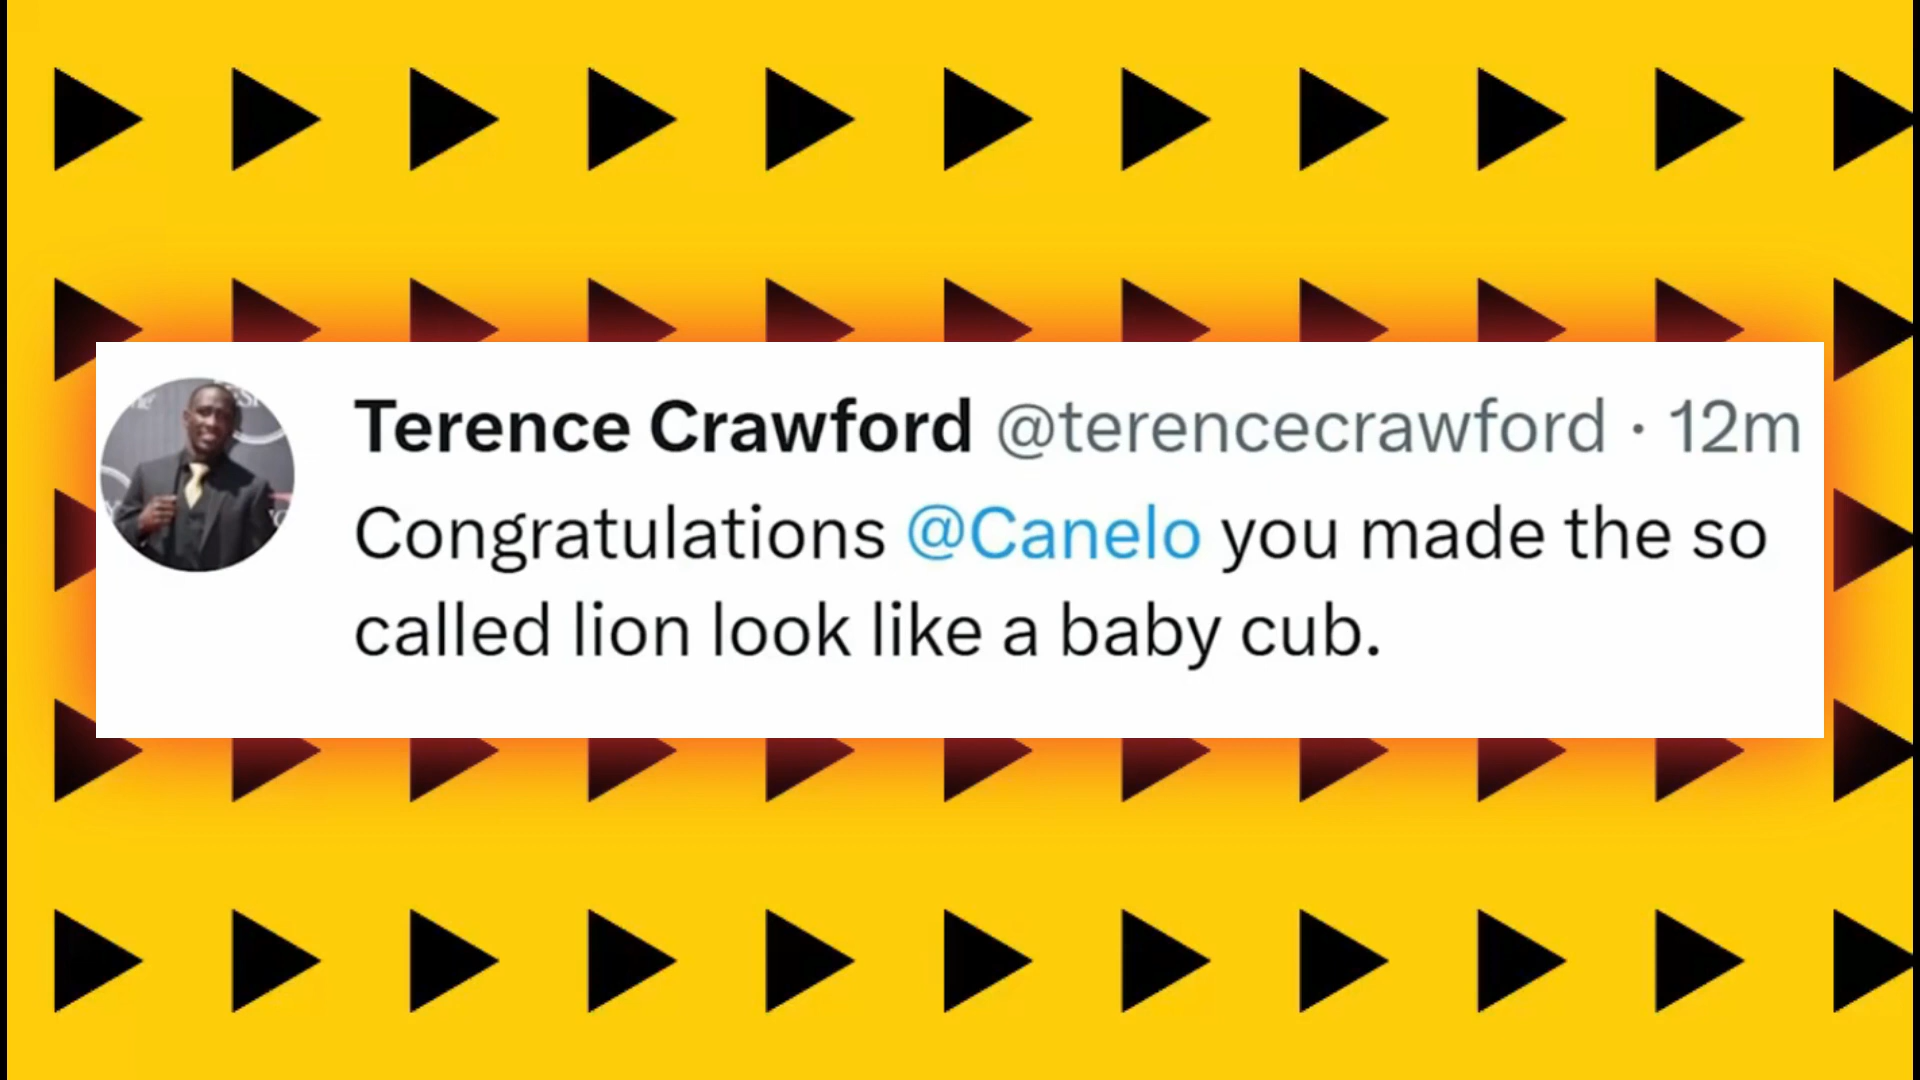 Terence Crawford @terencecrawford · 12m
Congratulations @Canelo you made the so
called lion look like a baby cub.